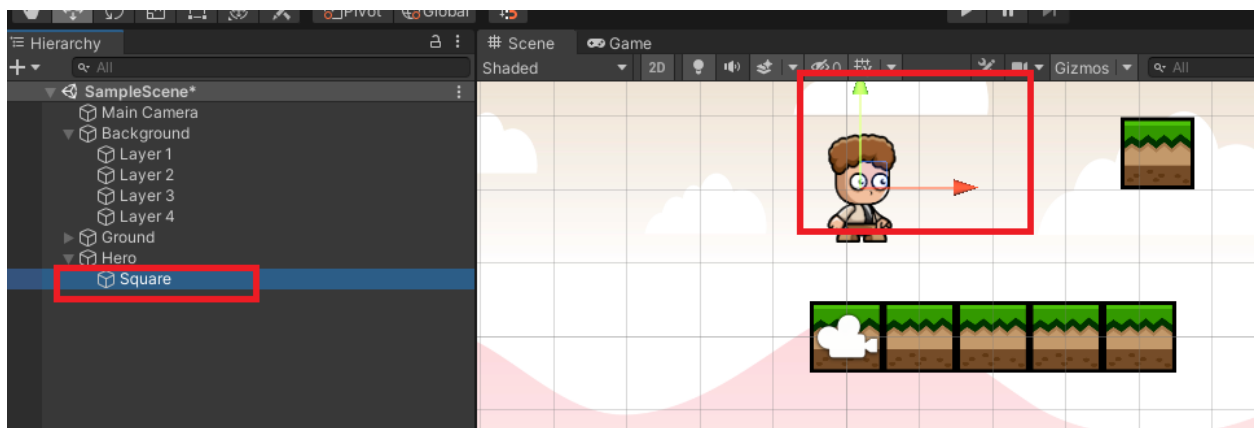 Pivot Global
Hierarchy
All
SampleScene*
Main Camera
Background
Layer 1
Layer 2
Layer 3
Layer 4
Ground
Hero
Square
Scene Game
Shaded 2D 0 Gizmos All